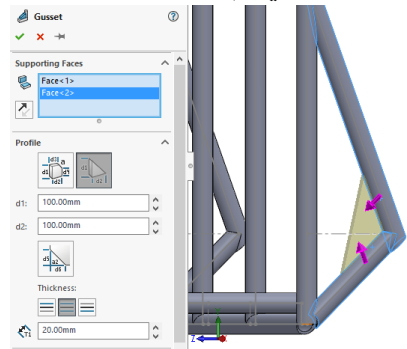 Gusset
Supporting Faces
Face<1>
Face<2>
Profile
d1:
100.00mm
d2:
100.00mm
Thickness:
20.00mm
Z